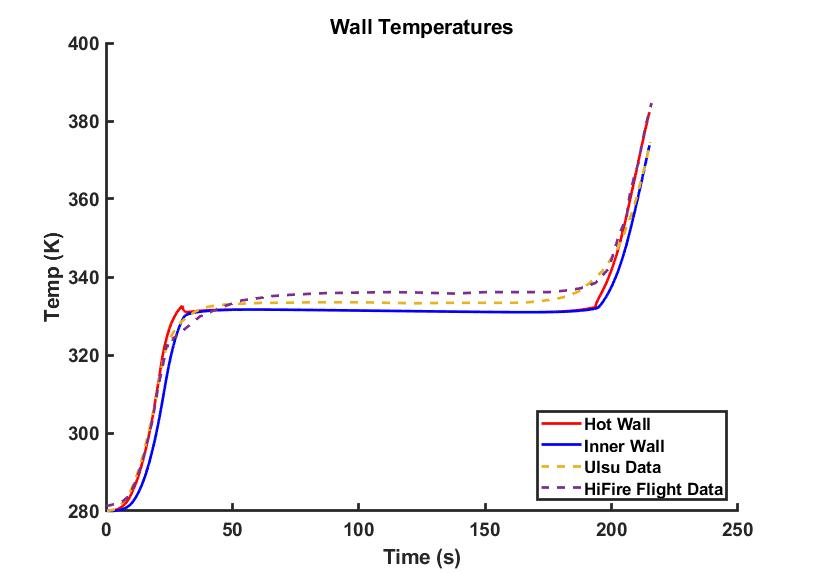 Wall Temperatures
400
380
360
340
320
300
280
Temp (K)
0 50 100 150 200 250
Time (s)
Hot Wall
Inner Wall
Ulsu Data
HiFire Flight Data